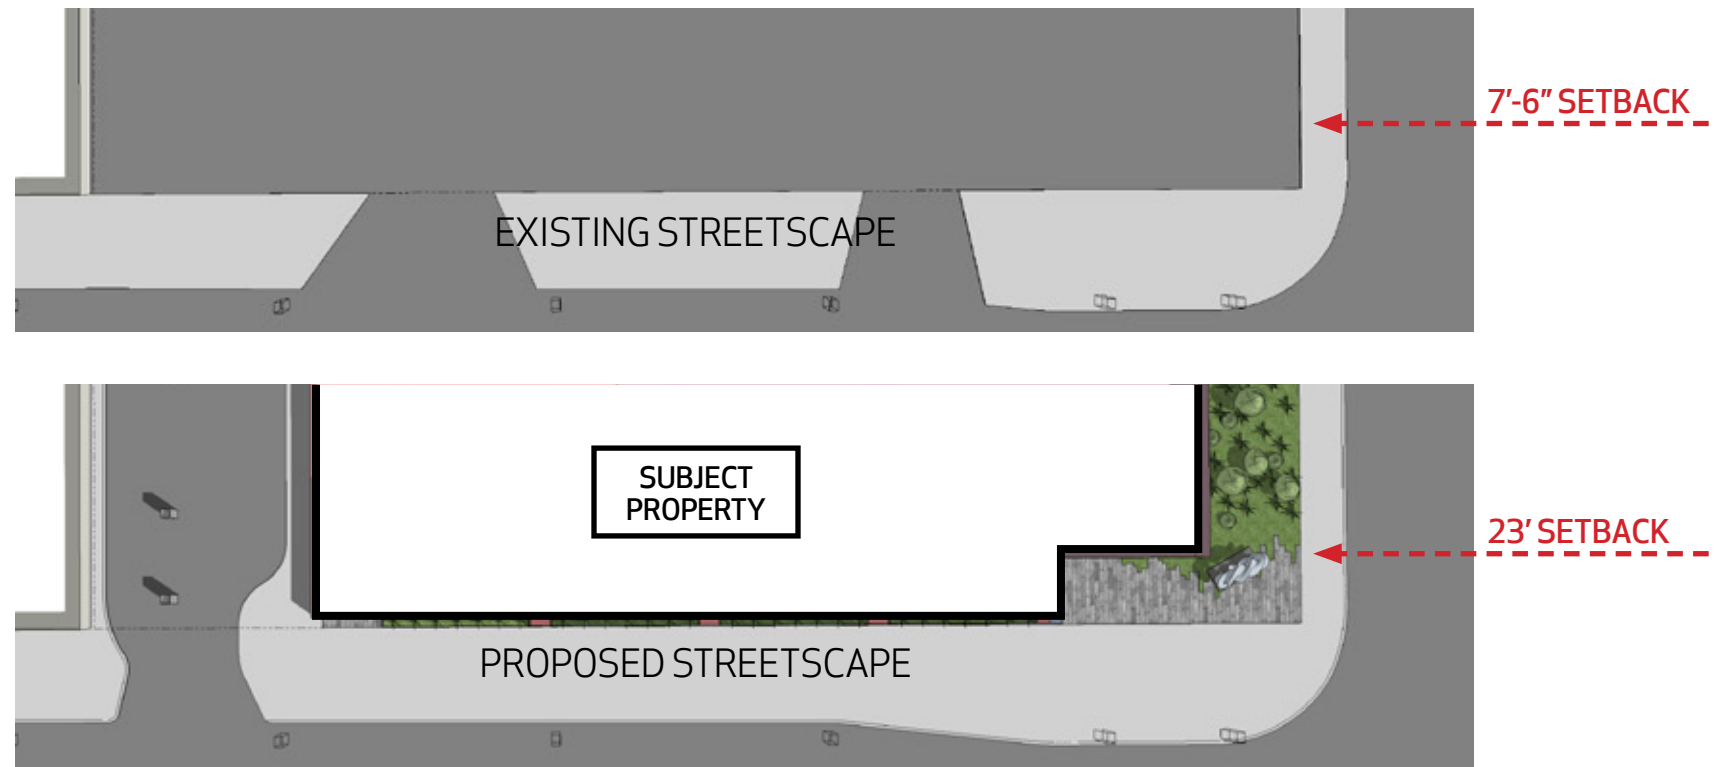 7′-6″ SETBACK
EXISTING STREETSCAPE
SUBJECT
PROPERTY
23′ SETBACK
PROPOSED STREETSCAPE